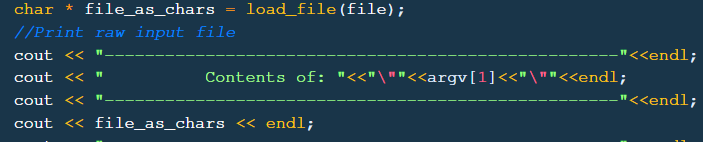 char * file_as_chars = load_file(file);
//Print raw input file
cout << "---------------------------------------------------"<<endl;
cout << "          Contents of: "<<"\""<<argv[1]<<"\""<<endl;
cout << "---------------------------------------------------"<<endl;
cout << file_as_chars << endl;